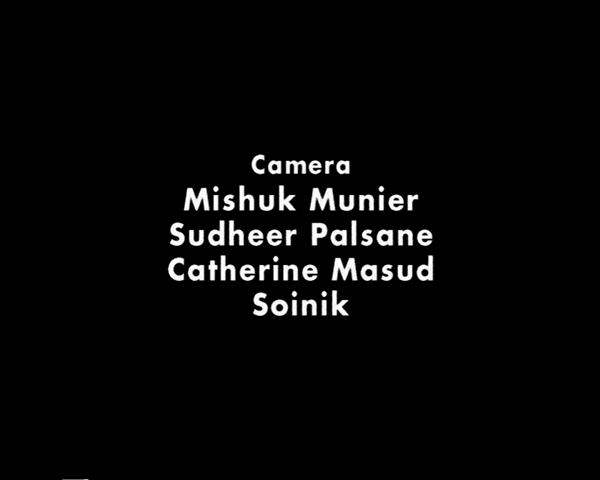 Camera
Mishuk Munier
Sudheer Palsane
Catherine Masud
Soinik